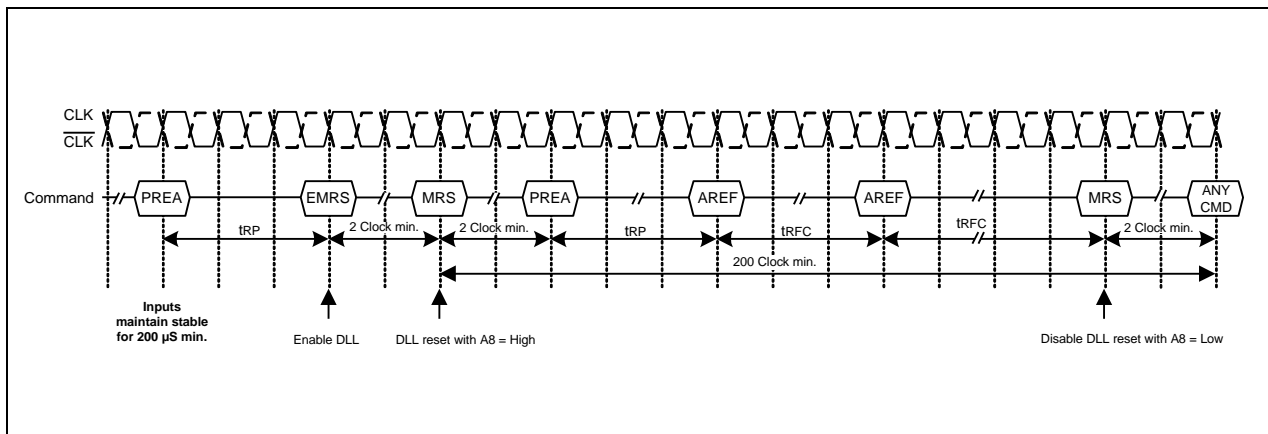 CLK
CLK
Command
PREA
EMRS
MRS
PREA
AREF
AREF
MRS
ANY
CMD
tRP
2 Clock min.
2 Clock min.
tRP
tRFC
tRFC
2 Clock min.
200 Clock min.
Inputs
maintain stable
for 200 µS min.
Enable DLL
DLL reset with A8 = High
Disable DLL reset with A8 = Low